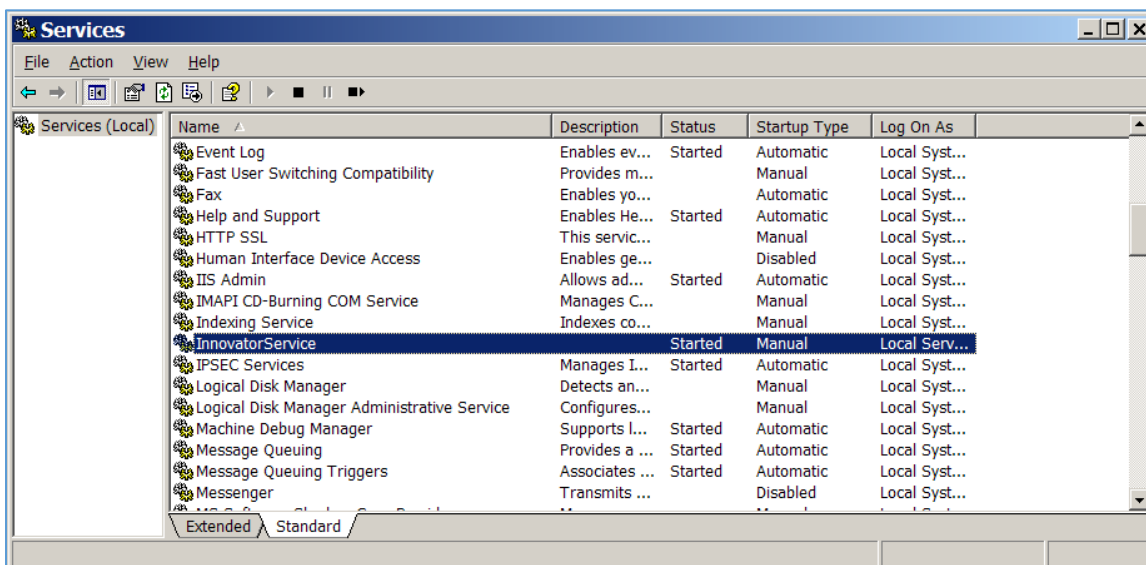 Services
File Action View Help
Services (Local)
Name Description Status Startup Type Log On As
Event Log Enables ev... Started Automatic Local Syst...
Fast User Switching Compatibility Provides m... Manual Local Syst...
Fax Enables yo... Automatic Local Syst...
Help and Support Enables He... Started Automatic Local Syst...
HTTP SSL This servic... Manual Local Syst...
Human Interface Device Access Enables ge... Disabled Local Syst...
IIS Admin Allows ad... Started Automatic Local Syst...
IMAPI CD-Burning COM Service Manages C... Manual Local Syst...
Indexing Service Indexes co... Manual Local Syst...
InnovatorService Started Manual Local Serv...
IPSEC Services Manages I... Started Automatic Local Syst...
Logical Disk Manager Detects an... Manual Local Syst...
Logical Disk Manager Administrative Service Configures... Manual Local Syst...
Machine Debug Manager Supports l... Started Automatic Local Syst...
Message Queuing Provides a ... Started Automatic Local Syst...
Message Queuing Triggers Associates ... Started Automatic Local Syst...
Messenger Transmits ... Disabled Local Syst...
Extended Standard